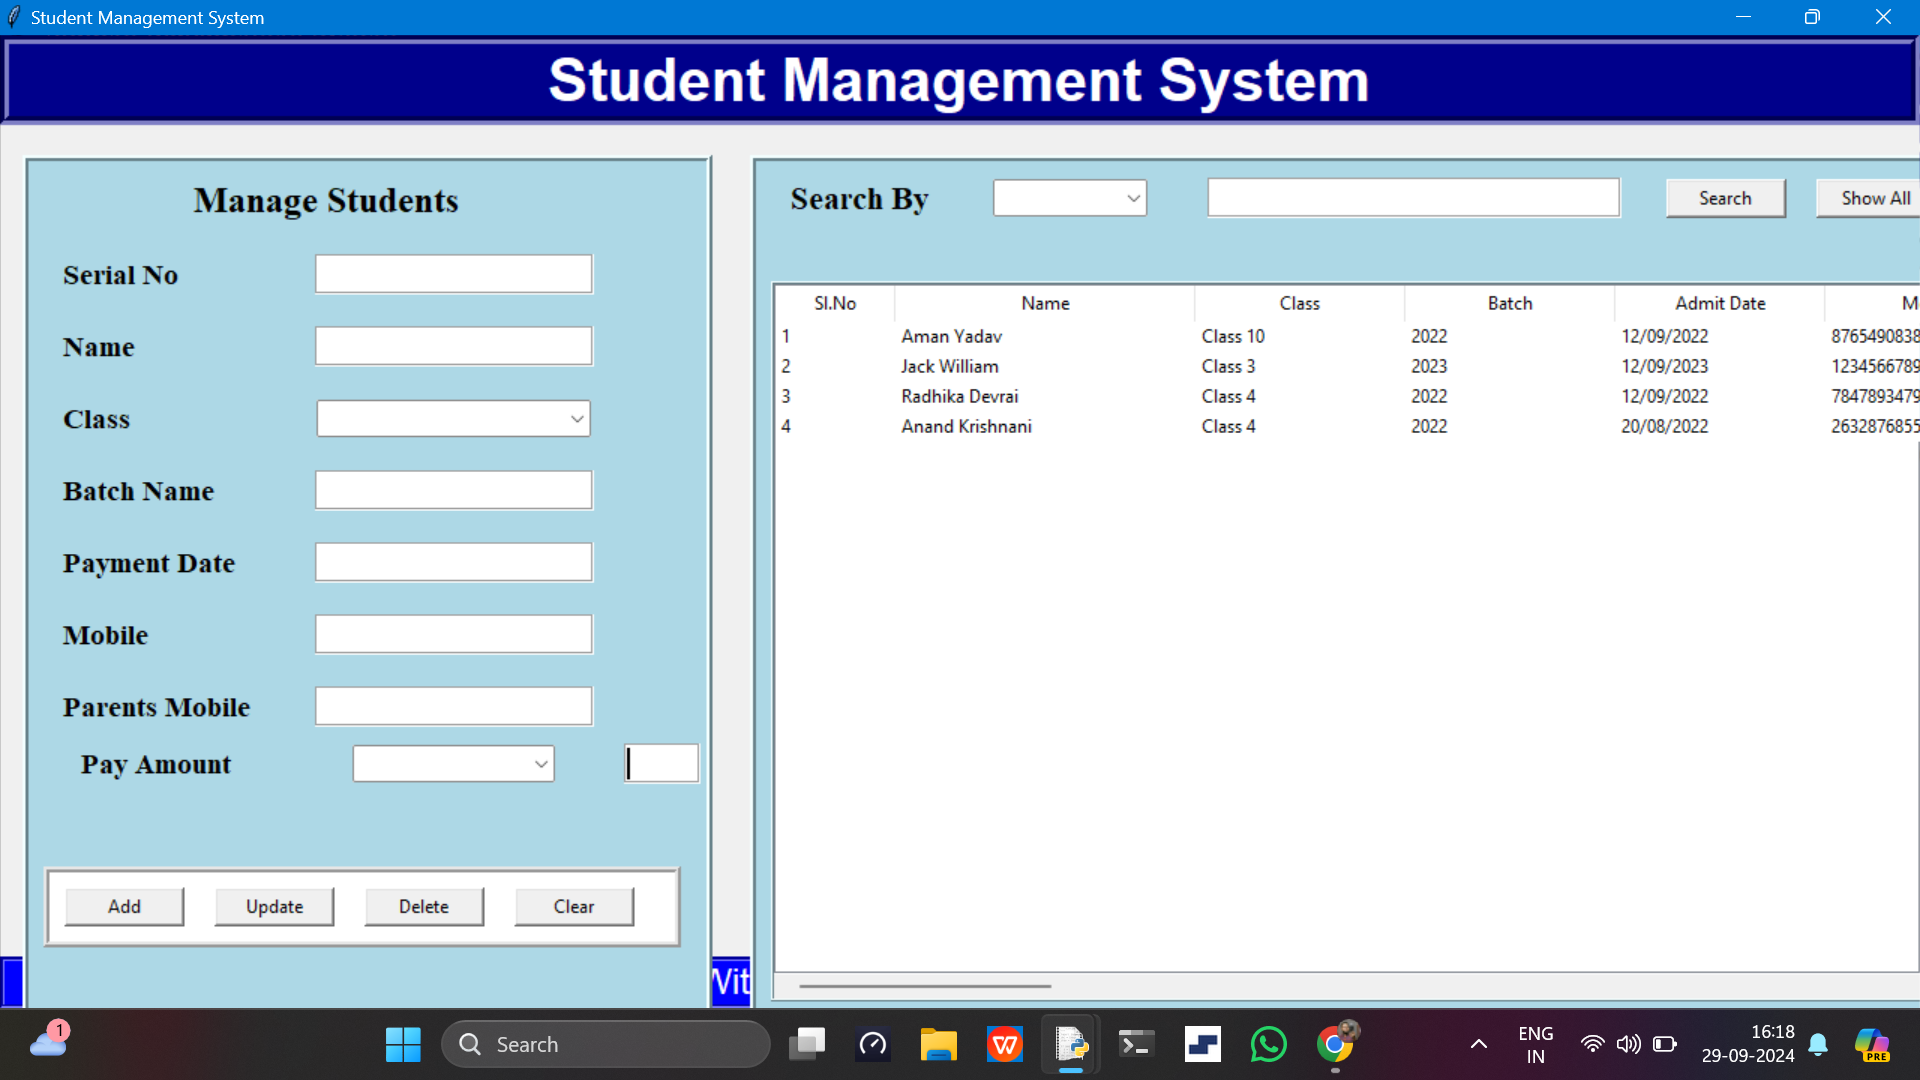 Student Management System
Student Management System
Manage Students
Serial No
Name
Class
Batch Name
Payment Date
Mobile
Parents Mobile
Pay Amount
Add Update Delete Clear
Search By Search Show All
Sl.No Name Class Batch Admit Date M
1 Aman Yadav Class 10 2022 12/09/2022 8765490838
2 Jack William Class 3 2023 12/09/2023 1234566789
3 Radhika Devrai Class 4 2022 12/09/2022 7847893479
4 Anand Krishnani Class 4 2022 20/08/2022 2632876855
Wit
1
Search
W
ENG
IN
16:18
29-09-2024
PRE